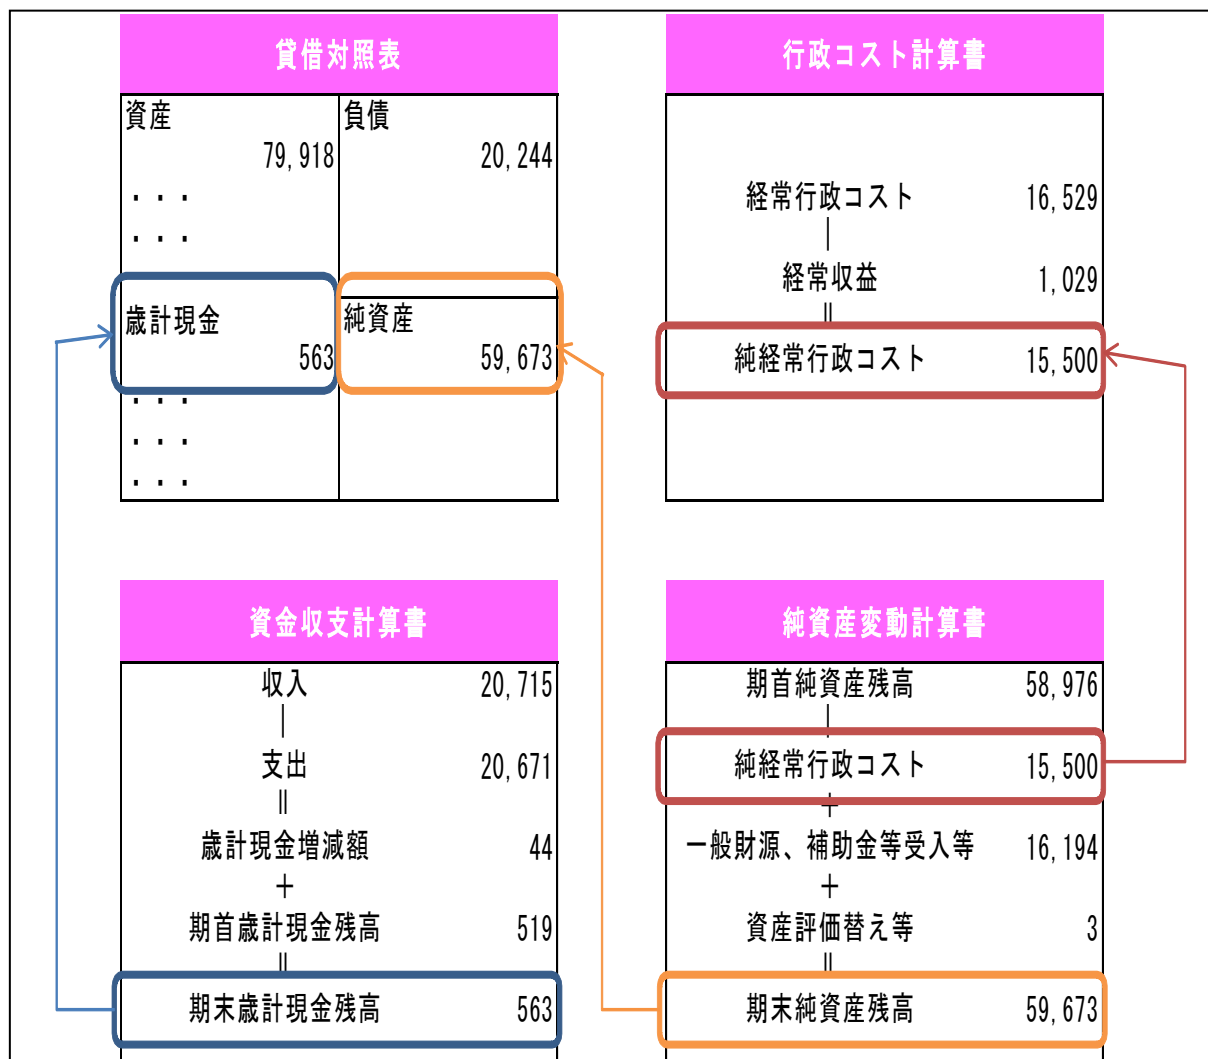 貸借対照表
資産 負債
79,918 20,244
・・・
・・・
歳計現金 純資産
563 59,673
・・・
・・・
・・・
行政コスト計算書
経常行政コスト 16,529
｜
経常収益 1,029
||
純経常行政コスト 15,500
資金収支計算書
収入 20,715
｜
支出 20,671
||
歳計現金増減額 44
＋
期首歳計現金残高 519
||
期末歳計現金残高 563
純資産変動計算書
期首純資産残高 58,976
｜
純経常行政コスト 15,500
＋
一般財源、補助金等受入等 16,194
＋
資産評価替え等 3
||
期末純資産残高 59,673